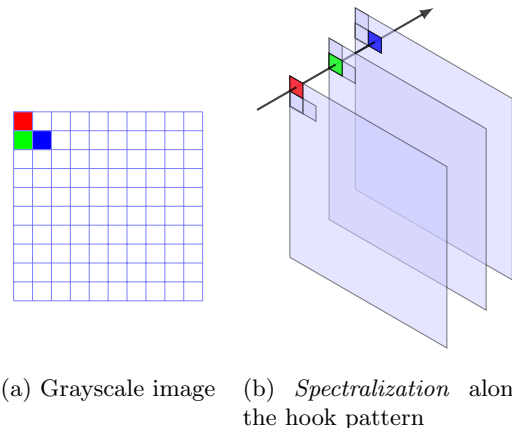 (a) Grayscale image
(b) Spectralization alon
the hook pattern